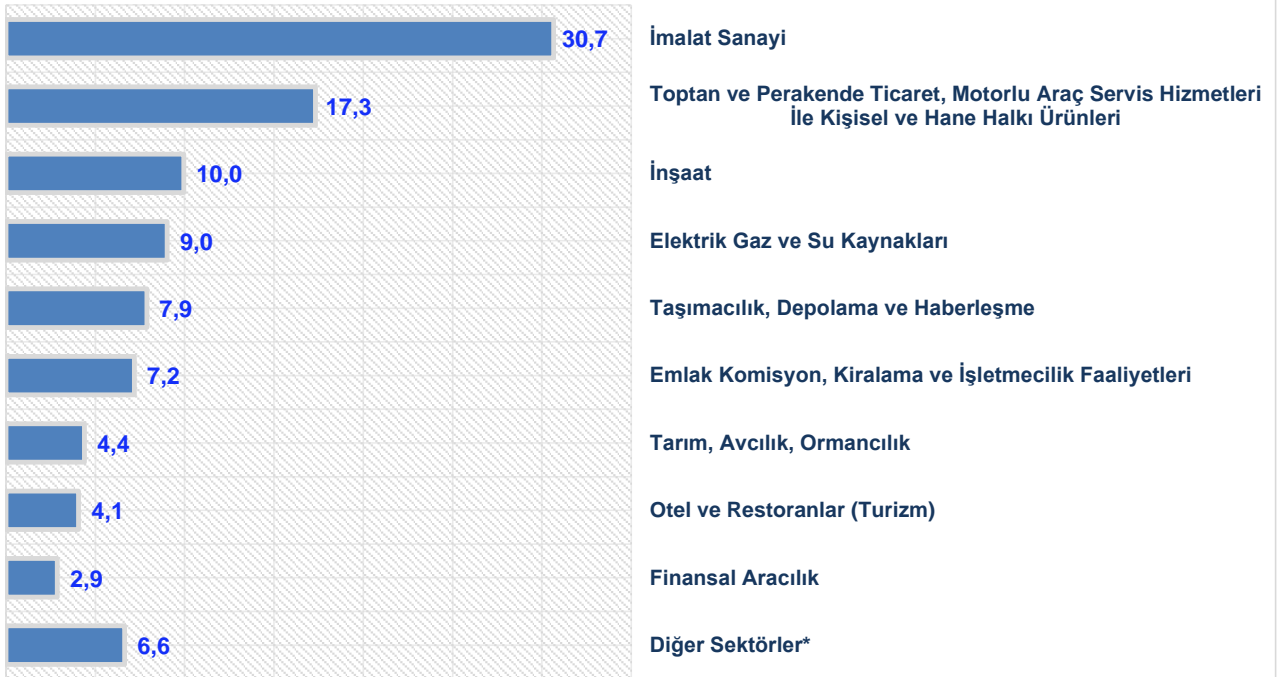 30,7 İmalat Sanayi
17,3 Toptan ve Perakende Ticaret, Motorlu Araç Servis Hizmetleri
İle Kişisel ve Hane Halkı Ürünleri
10,0 İnşaat
9,0 Elektrik Gaz ve Su Kaynakları
7,9 Taşımacılık, Depolama ve Haberleşme
7,2 Emlak Komisyon, Kiralama ve İşletmecilik Faaliyetleri
4,4 Tarım, Avcılık, Ormancılık
4,1 Otel ve Restoranlar (Turizm)
2,9 Finansal Aracılık
6,6 Diğer Sektörler*